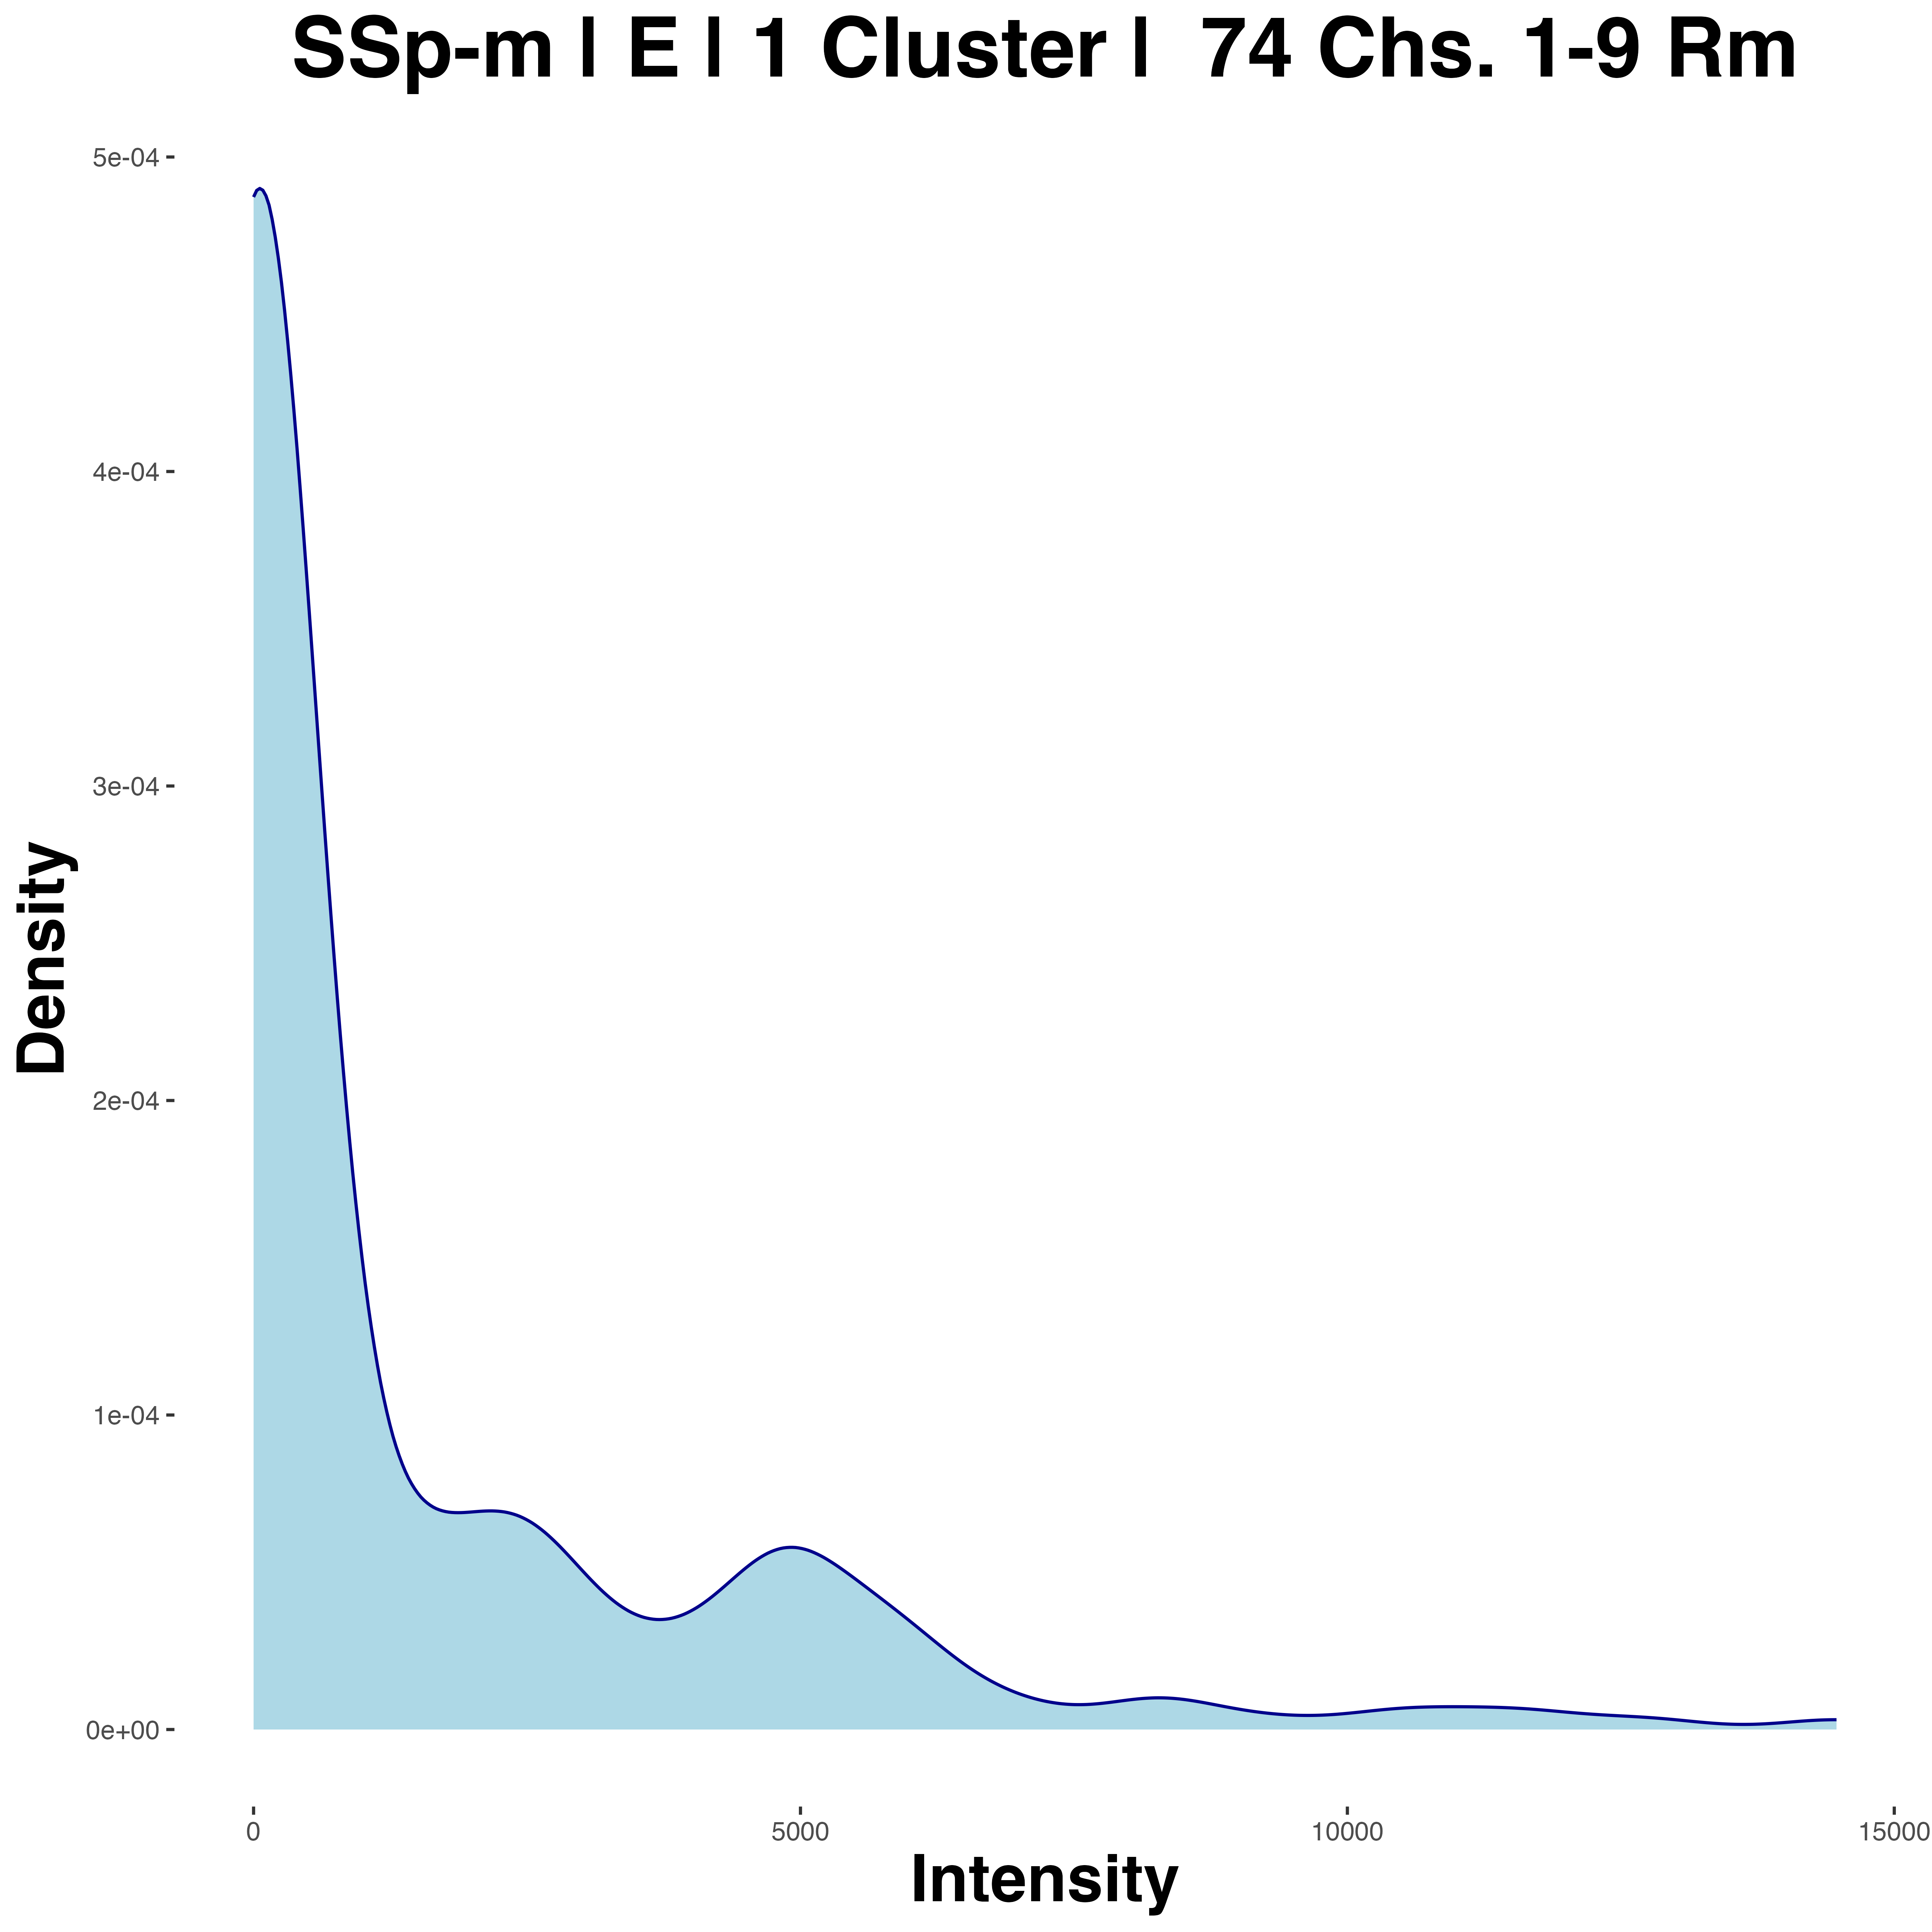 SSp-m | E | 1 Cluster |  74 Chs. 1-9 Rm
5e-04
4e-04
3e-04
2e-04
1e-04
0e+00
Density
0 5000 10000 15000
Intensity